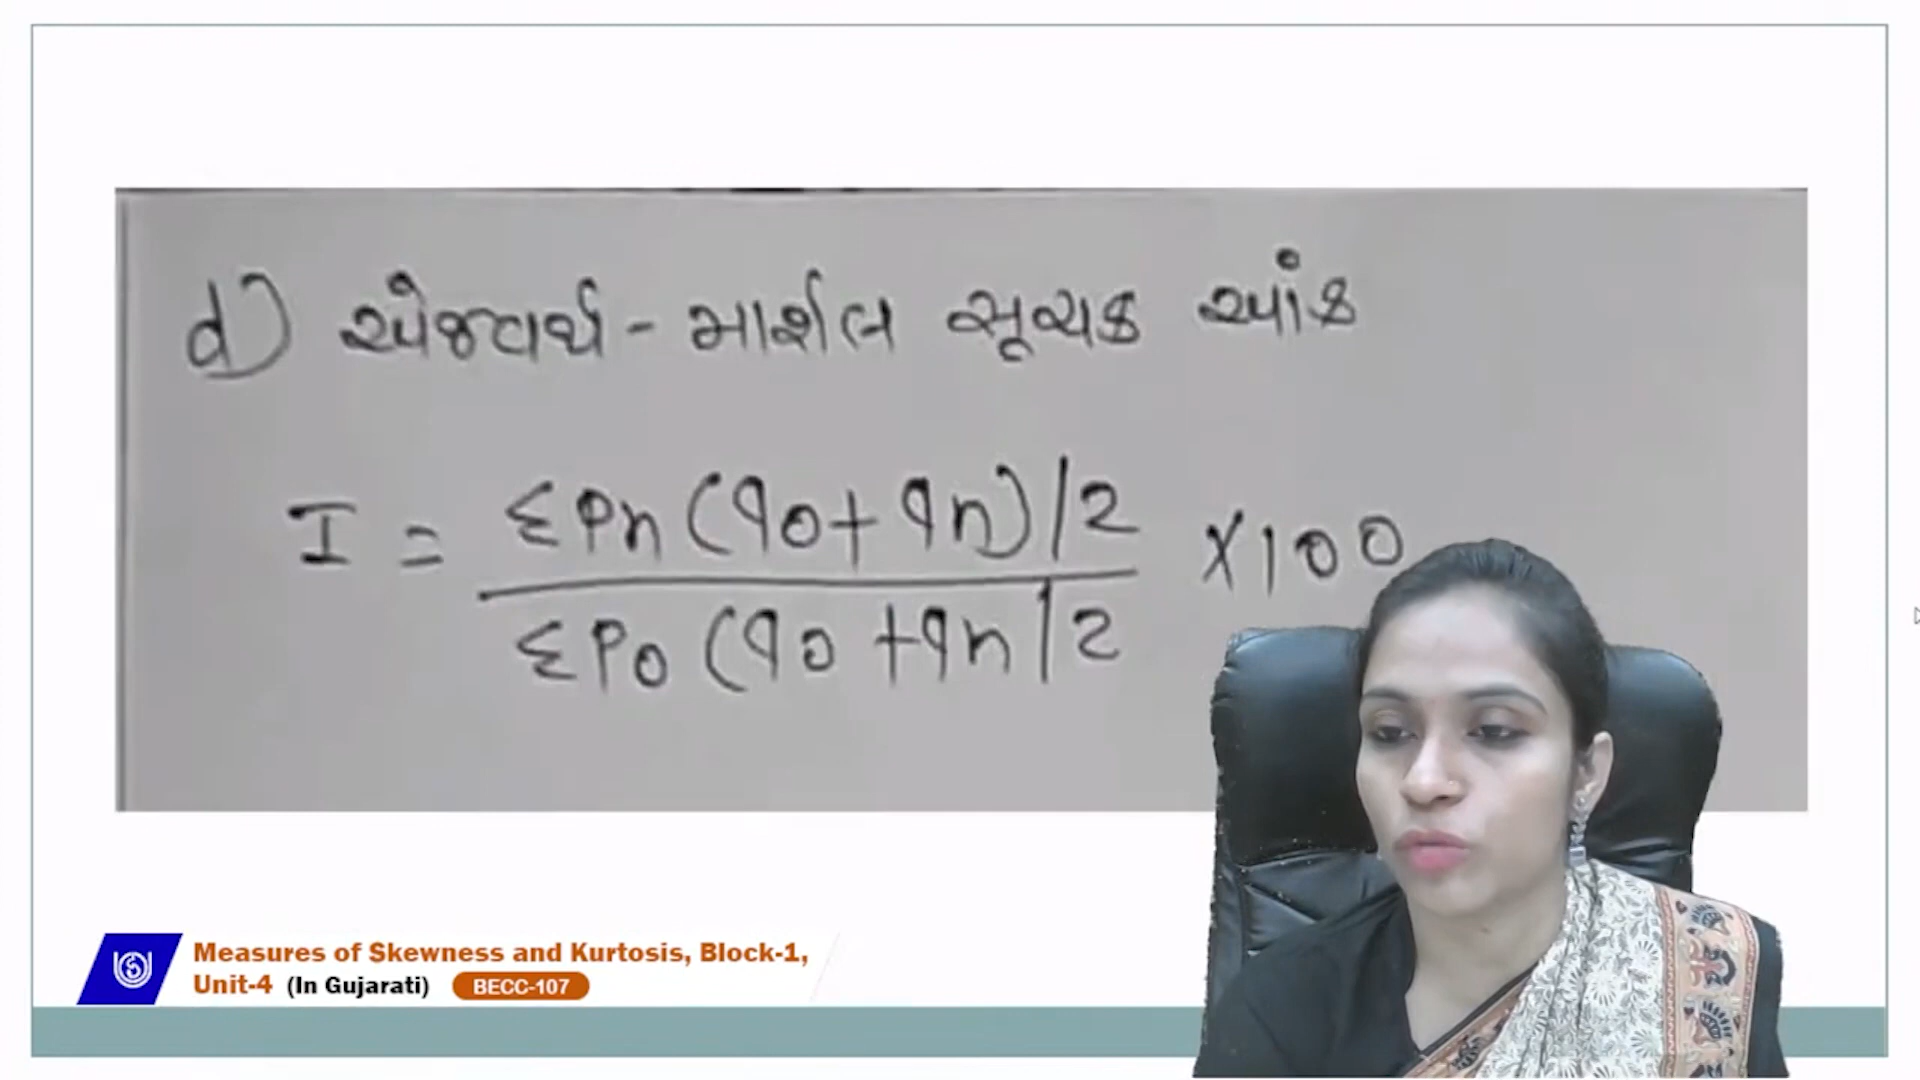 d) એજવર્થ - માર્શલ સૂચક આંક
I = ΣPn (q0 + qn) / 2
ΣP0 (q0 + qn / 2
X 100
Measures of Skewness and Kurtosis, Block-1,
Unit-4 (In Gujarati) BECC-107